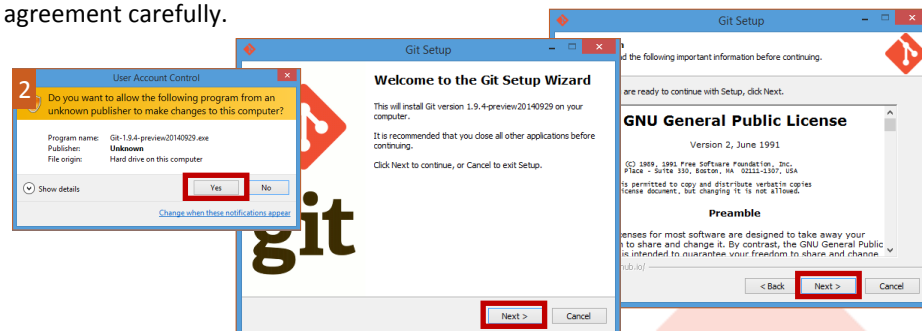 agreement carefully.
2
User Account Control
Do you want to allow the following program from an
unknown publisher to make changes to this computer?
Program name: Git-1.9.4-preview20140929.exe
Publisher: Unknown
File origin: Hard drive on this computer
Show details
Yes
No
Change when these notifications appear
Git Setup
git
Welcome to the Git Setup Wizard
This will install Git version 1.9.4-preview20140929 on your
computer.
It is recommended that you close all other applications before
continuing.
Click Next to continue, or Cancel to exit Setup.
Next >
Cancel
Git Setup
the following important information before continuing.
are ready to continue with Setup, click Next.
GNU General Public License
Version 2, June 1991
(C) 1989, 1991 Free Software Foundation, Inc.
Place - Suite 330, Boston, MA 02111-1307, USA
is permitted to copy and distribute verbatim copies
license document, but changing it is not allowed.
Preamble
enses for most software are designed to take away your
to share and change it. By contrast, the GNU General Public
is intended to guarantee your freedom to share and change
hub.io/
< Back
Next >
Cancel